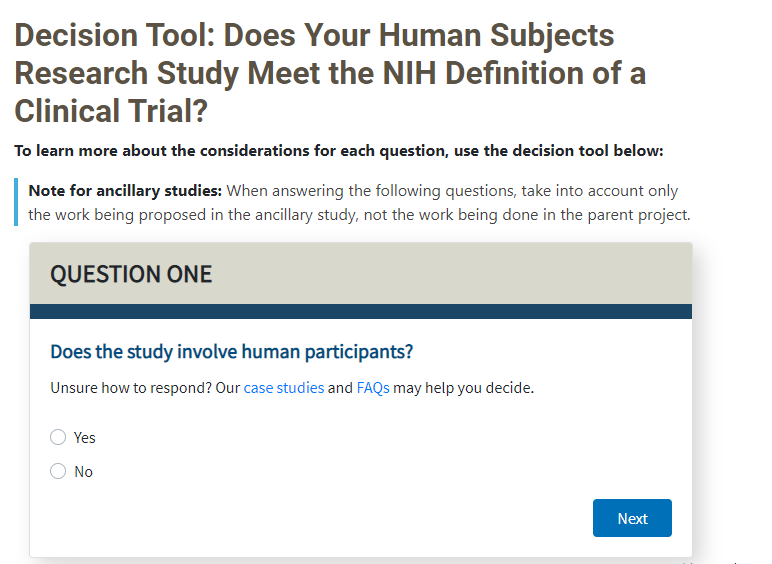 Decision Tool: Does Your Human Subjects
Research Study Meet the NIH Definition of a
Clinical Trial?
To learn more about the considerations for each question, use the decision tool below:
Note for ancillary studies: When answering the following questions, take into account only
the work being proposed in the ancillary study, not the work being done in the parent project.
QUESTION ONE
Does the study involve human participants?
Unsure how to respond? Our case studies and FAQs may help you decide.
Yes
No
Next